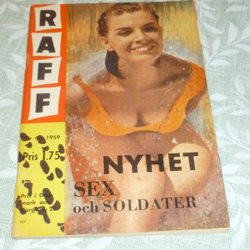 RAFF
1959
Pris 1.75
NYHET
SEX
och SOLDATER